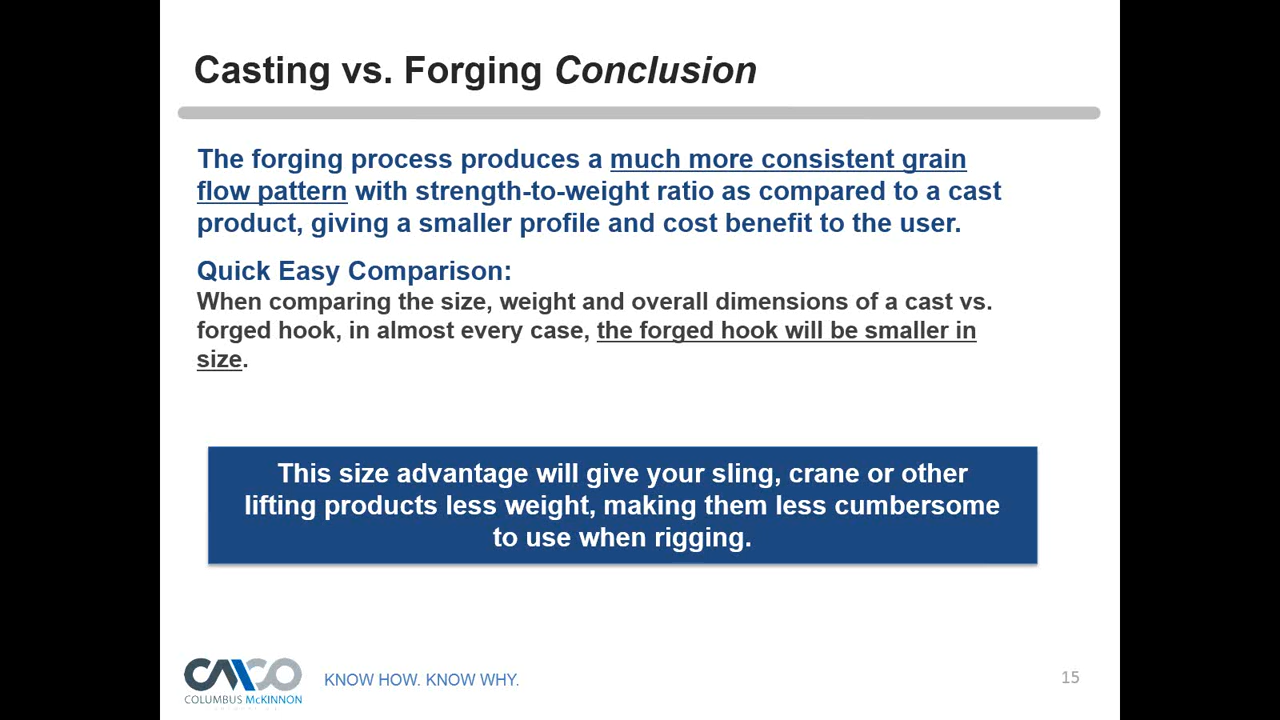 Casting vs. Forging Conclusion
The forging process produces a much more consistent grain
flow pattern with strength-to-weight ratio as compared to a cast
product, giving a smaller profile and cost benefit to the user.
Quick Easy Comparison:
When comparing the size, weight and overall dimensions of a cast vs.
forged hook, in almost every case, the forged hook will be smaller in
size.
This size advantage will give your sling, crane or other
lifting products less weight, making them less cumbersome
to use when rigging.
CMCO
COLUMBUS McKINNON
KNOW HOW. KNOW WHY.
15